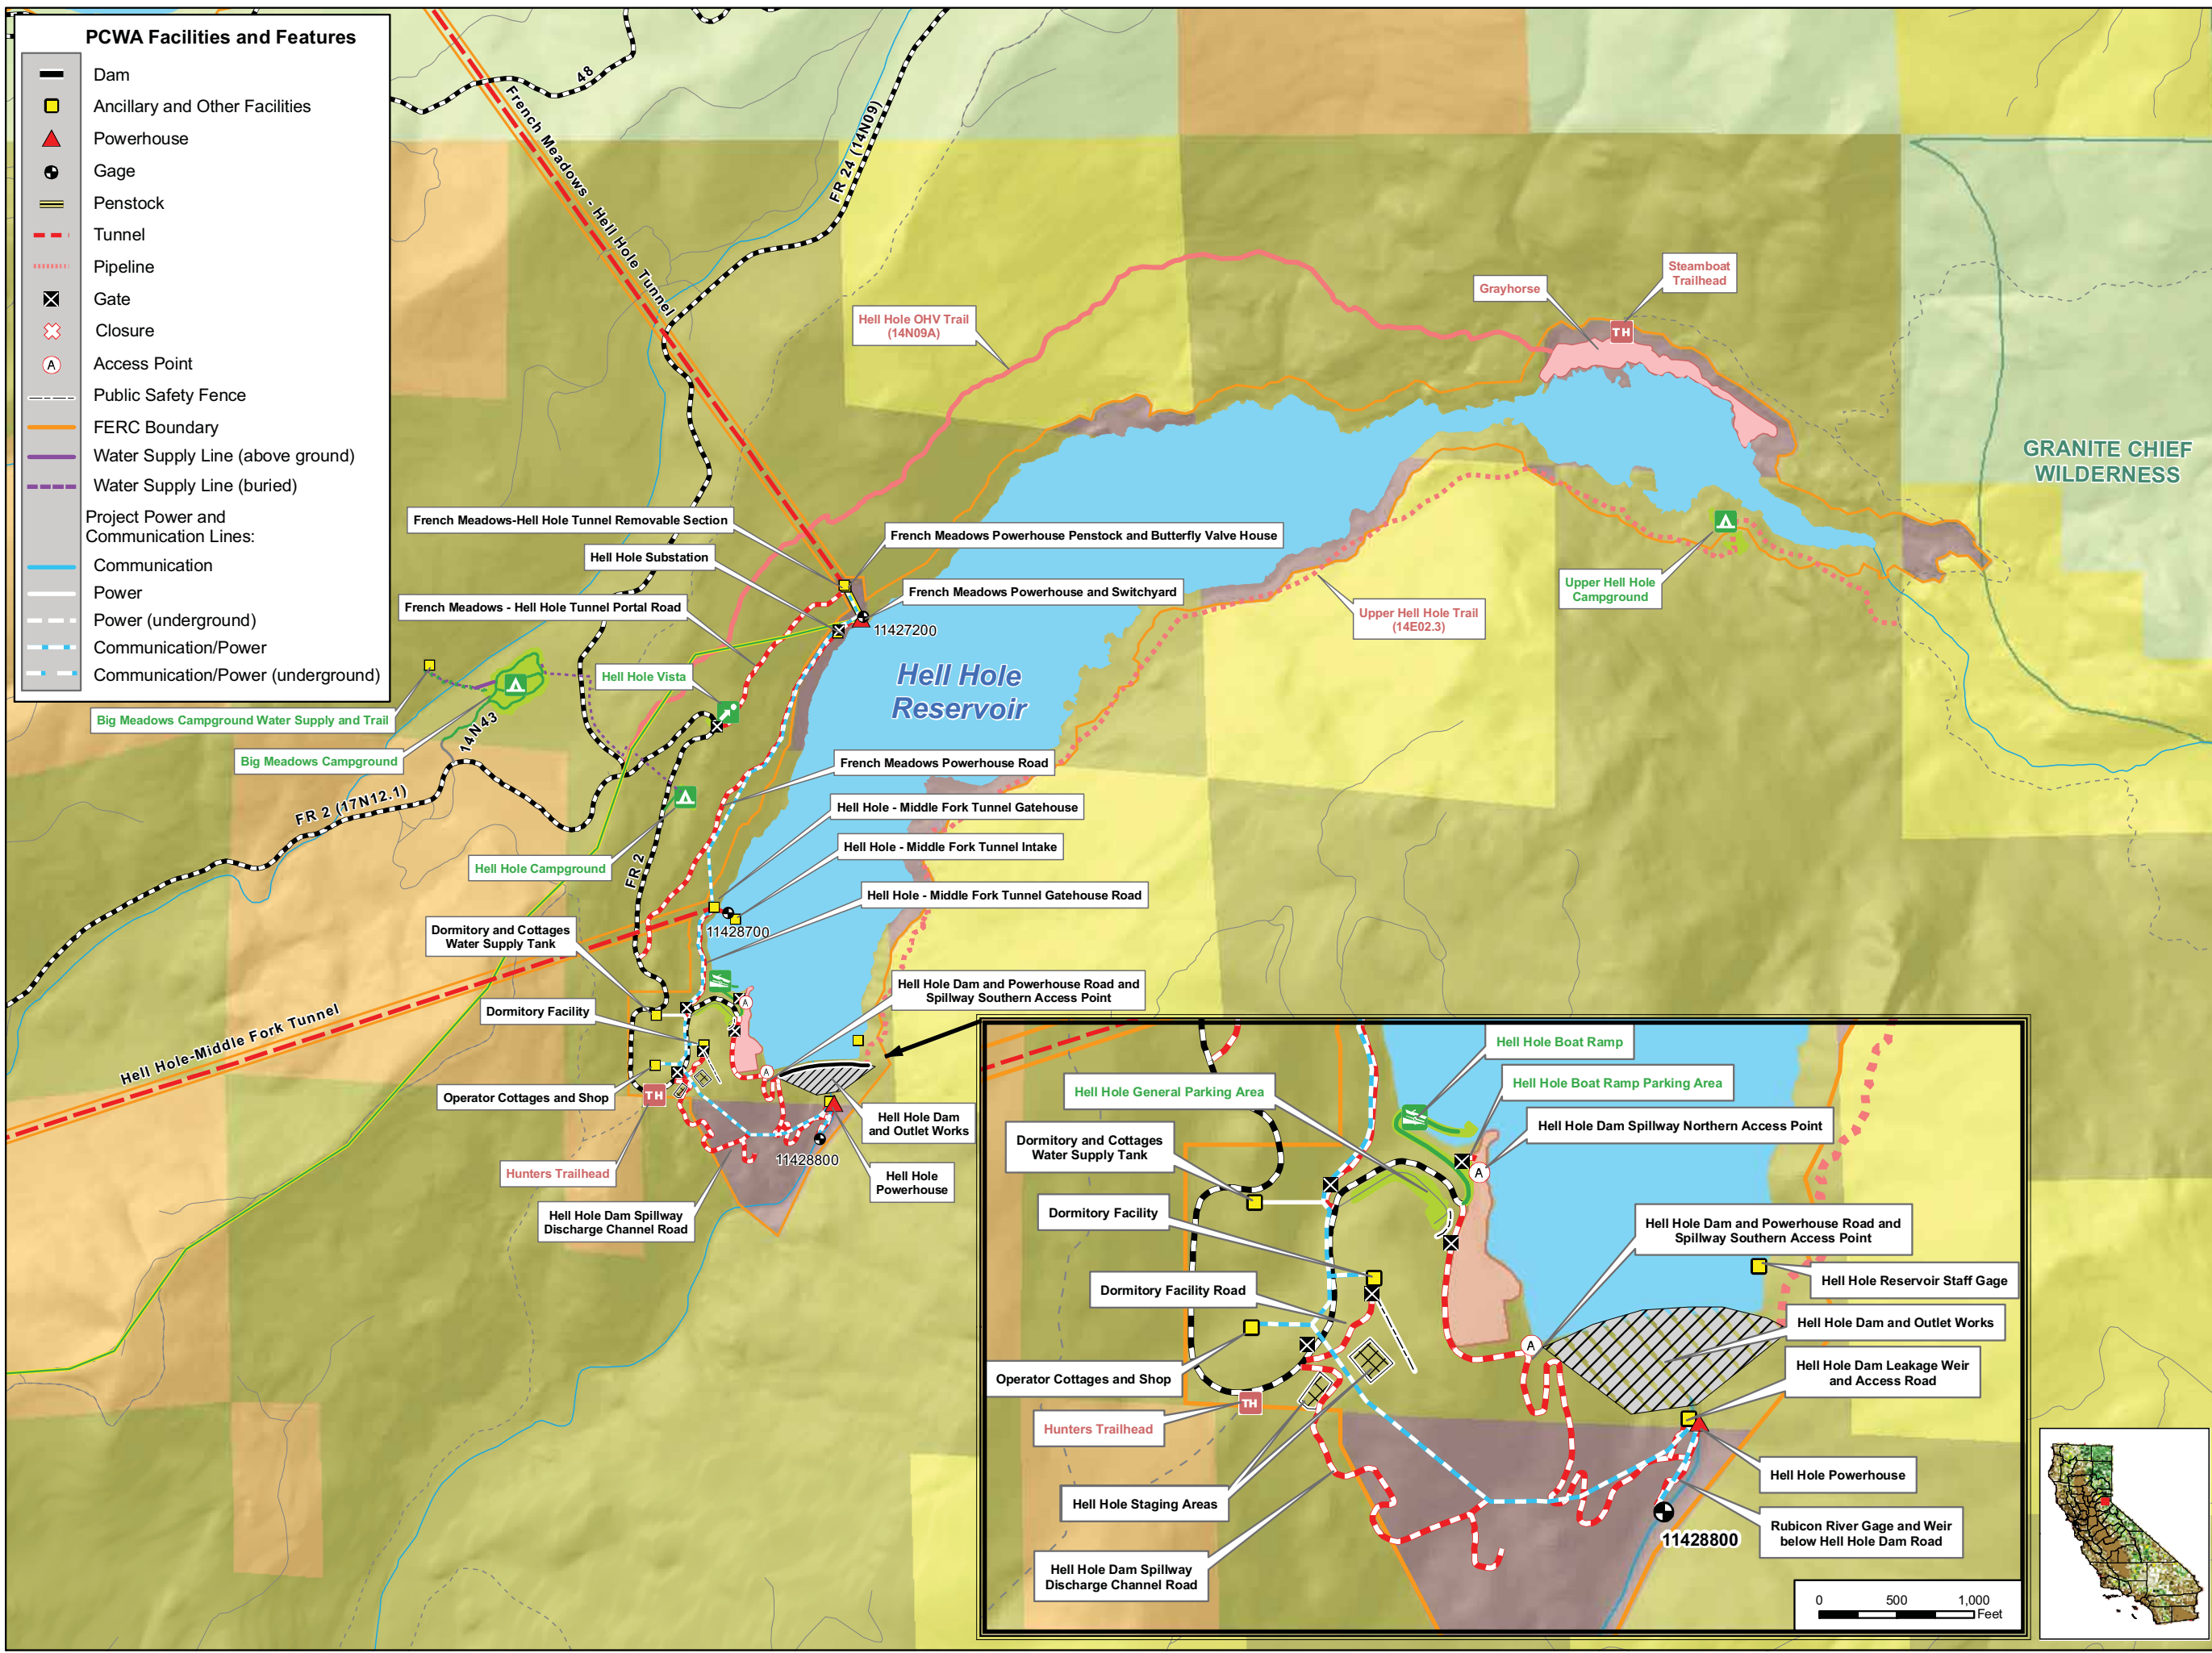 PCWA Facilities and Features
Dam
Ancillary and Other Facilities
Powerhouse
Gage
Penstock
Tunnel
Pipeline
Gate
Closure
A
Access Point
Public Safety Fence
FERC Boundary
Water Supply Line (above ground)
Water Supply Line (buried)
Project Power and
Communication Lines:
Communication
Power
Power (underground)
Communication/Power
Communication/Power (underground)
48
French Meadows - Hell Hole Tunnel
FR 24 (14N09)
Hell Hole OHV Trail
(14N09A)
Grayhorse
Steamboat
Trailhead
TH
GRANITE CHIEF
WILDERNESS
French Meadows-Hell Hole Tunnel Removable Section
French Meadows Powerhouse Penstock and Butterfly Valve House
Hell Hole Substation
French Meadows Powerhouse and Switchyard
French Meadows - Hell Hole Tunnel Portal Road
11427200
Upper Hell Hole
Campground
Upper Hell Hole Trail
(14E02.3)
Hell Hole
Reservoir
Hell Hole Vista
Big Meadows Campground Water Supply and Trail
14N43
Big Meadows Campground
FR 2 (17N12.1)
French Meadows Powerhouse Road
Hell Hole - Middle Fork Tunnel Gatehouse
Hell Hole - Middle Fork Tunnel Intake
Hell Hole Campground
FR 2
Hell Hole - Middle Fork Tunnel Gatehouse Road
11428700
Dormitory and Cottages
Water Supply Tank
Hell Hole Dam and Powerhouse Road and
Spillway Southern Access Point
A
Dormitory Facility
Hell Hole-Middle Fork Tunnel
A
Operator Cottages and Shop
TH
Hell Hole Dam
and Outlet Works
11428800
Hunters Trailhead
Hell Hole
Powerhouse
Hell Hole Dam Spillway
Discharge Channel Road
Hell Hole Boat Ramp
Hell Hole General Parking Area
Hell Hole Boat Ramp Parking Area
Hell Hole Dam Spillway Northern Access Point
Dormitory and Cottages
Water Supply Tank
A
Dormitory Facility
Hell Hole Dam and Powerhouse Road and
Spillway Southern Access Point
Hell Hole Reservoir Staff Gage
Dormitory Facility Road
Hell Hole Dam and Outlet Works
A
Hell Hole Dam Leakage Weir
and Access Road
Operator Cottages and Shop
TH
Hunters Trailhead
Hell Hole Powerhouse
Hell Hole Staging Areas
Rubicon River Gage and Weir
below Hell Hole Dam Road
11428800
Hell Hole Dam Spillway
Discharge Channel Road
0 500 1,000
Feet